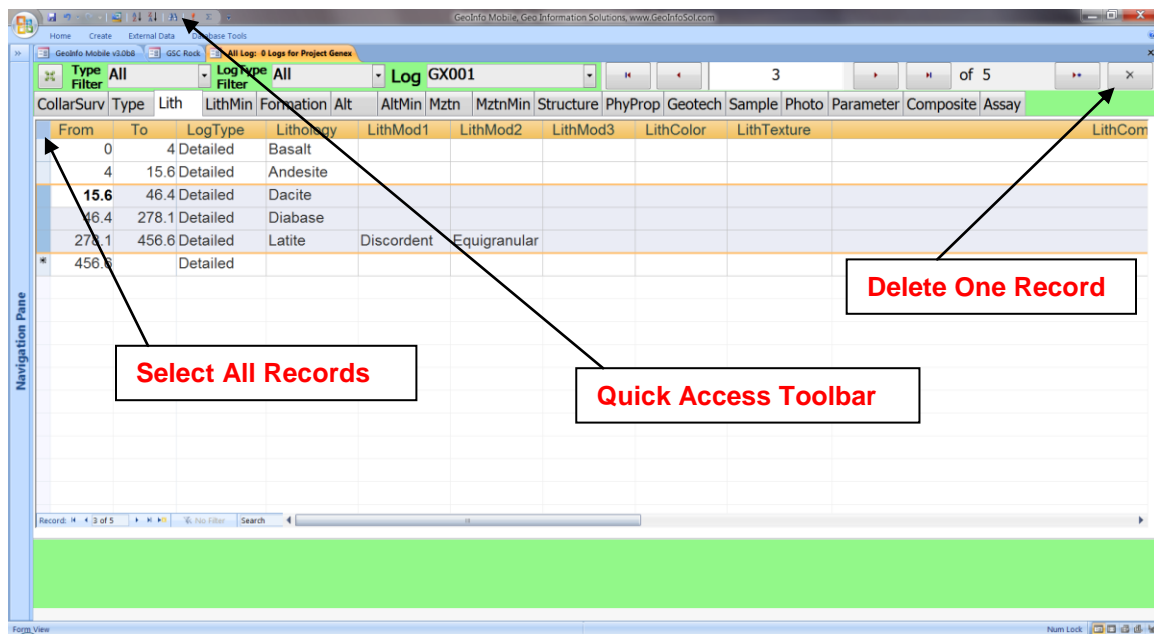 GeoInfo Mobile, Geo Information Solutions, www.GeoInfoSol.com
Home Create External Data Database Tools
GeoInfo Mobile v3.0b8 GSC Rock All Log: 0 Logs for Project Genex
Type Filter All LogType Filter All Log GX001 3 of 5
CollarSurv Type Lith LithMin Formation Alt AltMin Mztn MztnMin Structure PhyProp Geotech Sample Photo Parameter Composite Assay
From To LogType Lithology LithMod1 LithMod2 LithMod3 LithColor LithTexture LithCom
0 4 Detailed Basalt
4 15.6 Detailed Andesite
15.6 46.4 Detailed Dacite
46.4 278.1 Detailed Diabase
278.1 456.6 Detailed Latite Discordent Equigranular
* 456.6 Detailed
Delete One Record
Select All Records
Quick Access Toolbar
Navigation Pane
Record: 3 of 5 No Filter Search
Form View Num Lock